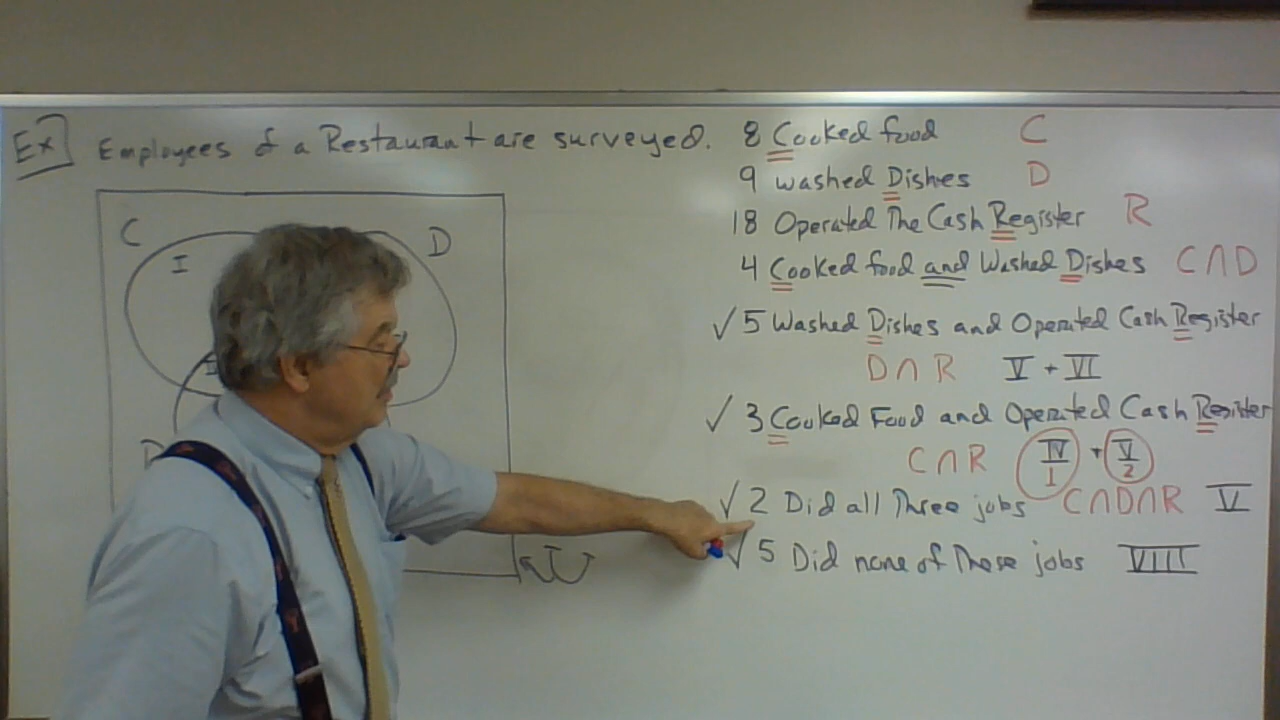 Ex Employees of a Restaurant are surveyed. 8 Cooked food C
9 washed Dishes D
18 Operated The Cash Register R
4 Cooked food and Washed Dishes C∩D
√ 5 Washed Dishes and Operated Cash Register
D∩R V + VI
√ 3 Cooked Food and Operated Cash Register
C∩R IV + V
1 2
√ 2 Did all Three jobs C∩D∩R V
√ 5 Did none of These jobs VIII
C D
I
U